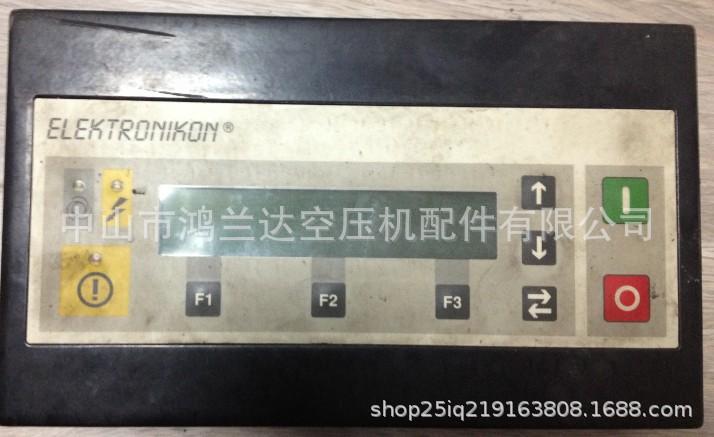 ELEKTRONIKON®
中山市鸿兰达空压机配件有限公司
F1 F2 F3
shop25iq219163808.1688.com